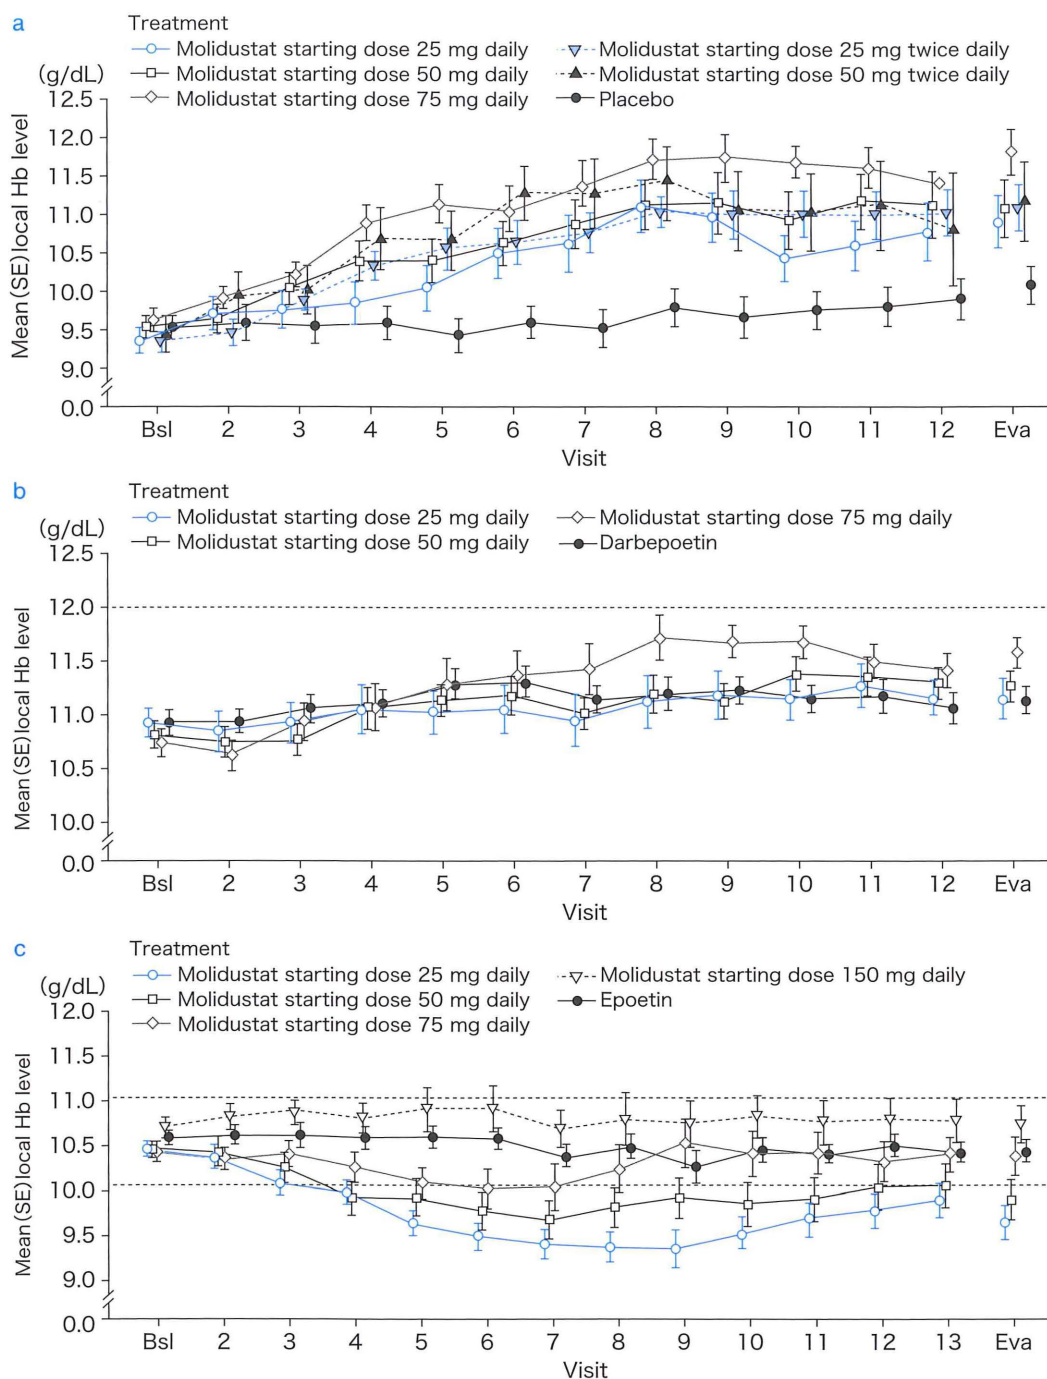 a
Treatment
Molidustat starting dose 25 mg daily
Molidustat starting dose 25 mg twice daily
Molidustat starting dose 50 mg daily
Molidustat starting dose 50 mg twice daily
Molidustat starting dose 75 mg daily
Placebo
(g/dL)
Mean(SE)local Hb level
12.5
12.0
11.5
11.0
10.5
10.0
9.5
9.0
0.0
Bsl 2 3 4 5 6 7 8 9 10 11 12 Eva
Visit
b
Treatment
Molidustat starting dose 25 mg daily
Molidustat starting dose 75 mg daily
Molidustat starting dose 50 mg daily
Darbepoetin
(g/dL)
Mean(SE)local Hb level
12.5
12.0
11.5
11.0
10.5
10.0
0.0
Bsl 2 3 4 5 6 7 8 9 10 11 12 Eva
Visit
c
Treatment
Molidustat starting dose 25 mg daily
Molidustat starting dose 150 mg daily
Molidustat starting dose 50 mg daily
Epoetin
Molidustat starting dose 75 mg daily
(g/dL)
Mean(SE)local Hb level
12.0
11.5
11.0
10.5
10.0
9.5
9.0
0.0
Bsl 2 3 4 5 6 7 8 9 10 11 12 13 Eva
Visit